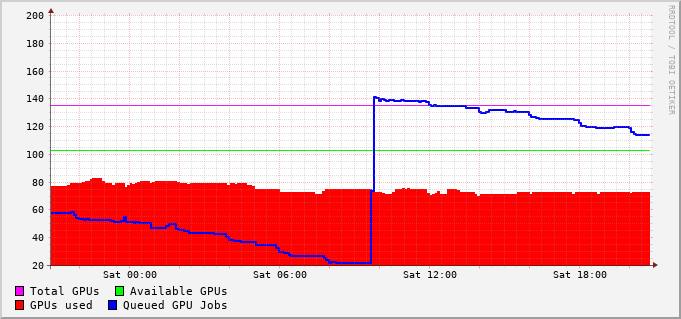 200
180
160
140
120
100
80
60
40
20
Sat 00:00 Sat 06:00 Sat 12:00 Sat 18:00
Total GPUs Available GPUs
GPUs used Queued GPU Jobs
RRDTOOL / TOBI OETIKER